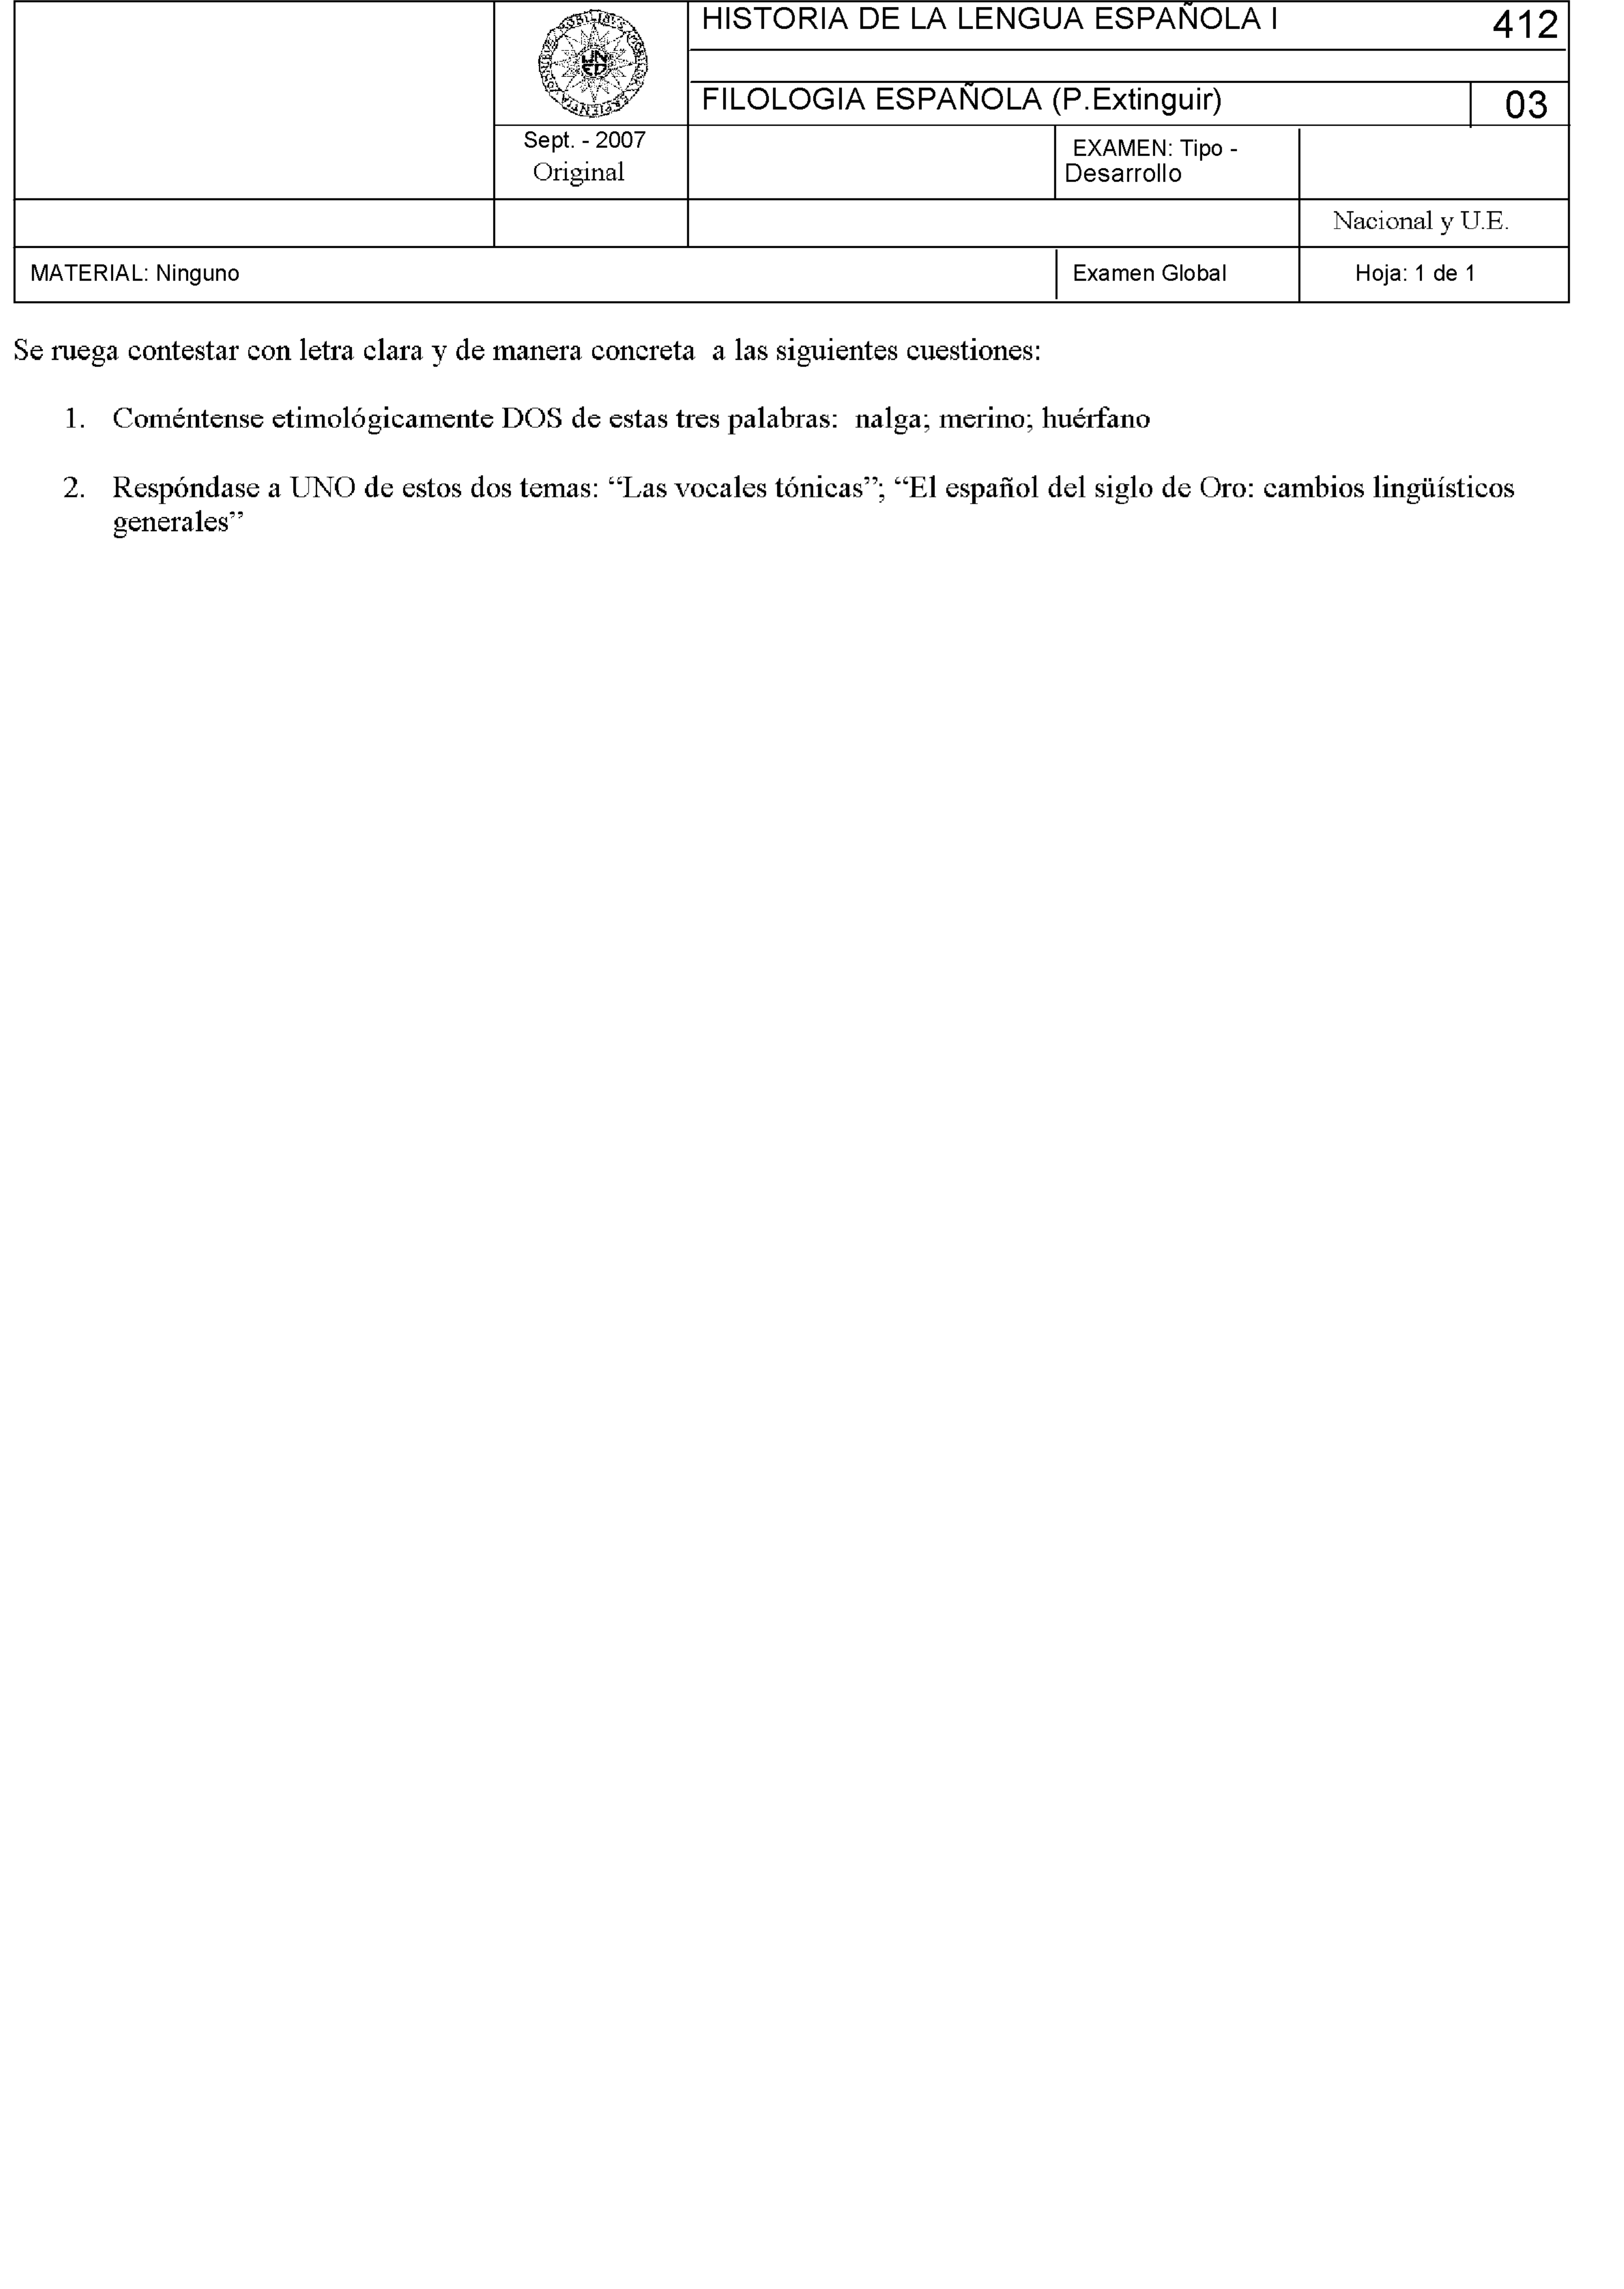 HISTORIA DE LA LENGUA ESPAÑOLA I
412
FILOLOGIA ESPAÑOLA (P.Extinguir)
03
Sept. - 2007
Original
EXAMEN: Tipo -
Desarrollo
Nacional y U.E.
MATERIAL: Ninguno
Examen Global
Hoja: 1 de 1
Se ruega contestar con letra clara y de manera concreta  a las siguientes cuestiones:
1. Coméntense etimológicamente DOS de estas tres palabras:  nalga; merino; huérfano
2. Respóndase a UNO de estos dos temas: “Las vocales tónicas”; “El español del siglo de Oro: cambios lingüísticos
generales”